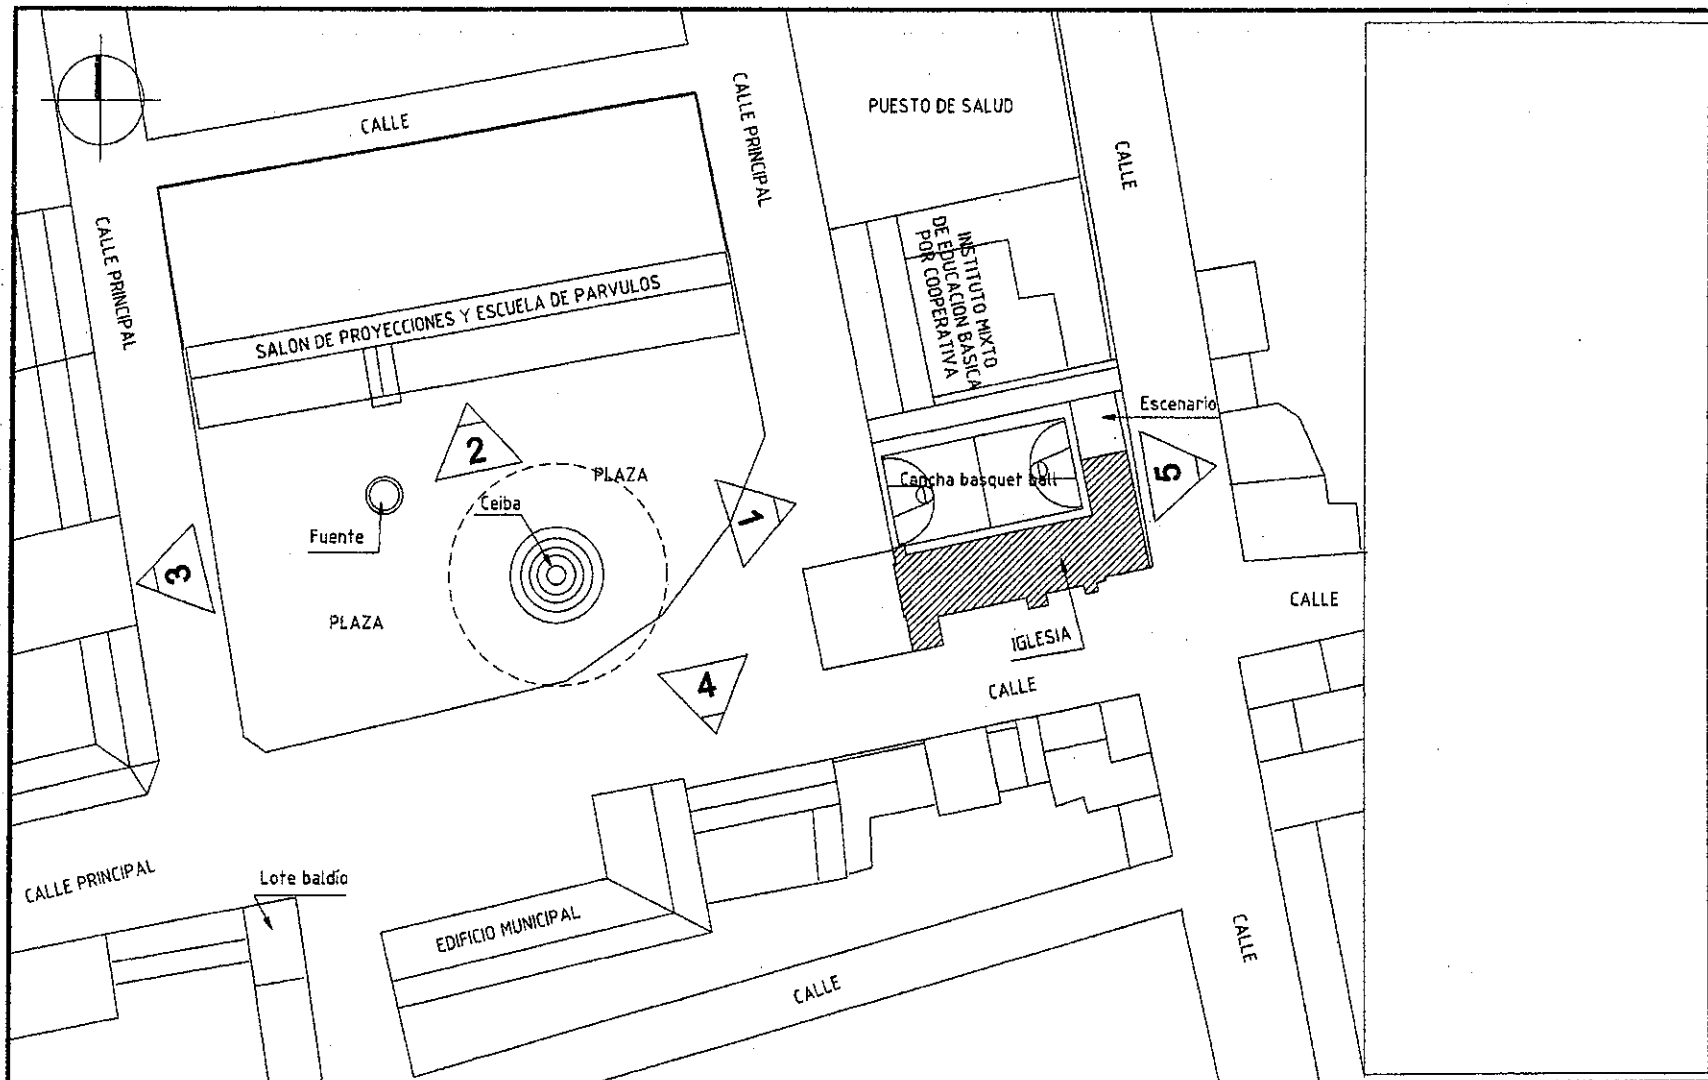 CALLE
CALLE PRINCIPAL
PUESTO DE SALUD
CALLE
CALLE PRINCIPAL
INSTITUTO MIXTO
DE EDUCACION BASICA
POR COOPERATIVA
SALON DE PROYECCIONES Y ESCUELA DE PARVULOS
Escenario
2
PLAZA
Cancha basquet ball
5
Ceiba
1
Fuente
3
PLAZA
CALLE
IGLESIA
4
CALLE
CALLE PRINCIPAL
Lote baldío
EDIFICIO MUNICIPAL
CALLE
CALLE